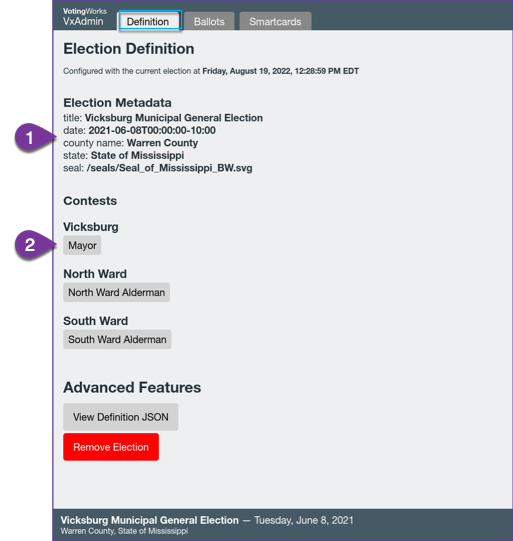 VotingWorks
VxAdmin
Definition
Ballots
Smartcards
Election Definition
Configured with the current election at Friday, August 19, 2022, 12:28:59 PM EDT
Election Metadata
title: Vicksburg Municipal General Election
1
date: 2021-06-08T00:00:00-10:00
county name: Warren County
state: State of Mississippi
seal: /seals/Seal_of_Mississippi_BW.svg
Contests
Vicksburg
2
Mayor
North Ward
North Ward Alderman
South Ward
South Ward Alderman
Advanced Features
View Definition JSON
Remove Election
Vicksburg Municipal General Election — Tuesday, June 8, 2021
Warren County, State of Mississippi